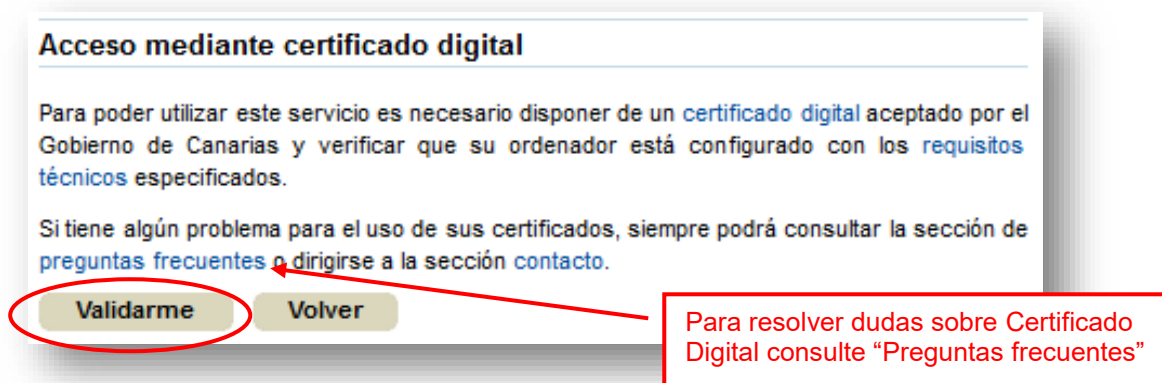 Acceso mediante certificado digital
Para poder utilizar este servicio es necesario disponer de un certificado digital aceptado por el
Gobierno de Canarias y verificar que su ordenador está configurado con los requisitos
técnicos especificados.
Si tiene algún problema para el uso de sus certificados, siempre podrá consultar la sección de
preguntas frecuentes o dirigirse a la sección contacto.
Validarme Volver
Para resolver dudas sobre Certificado
Digital consulte “Preguntas frecuentes”